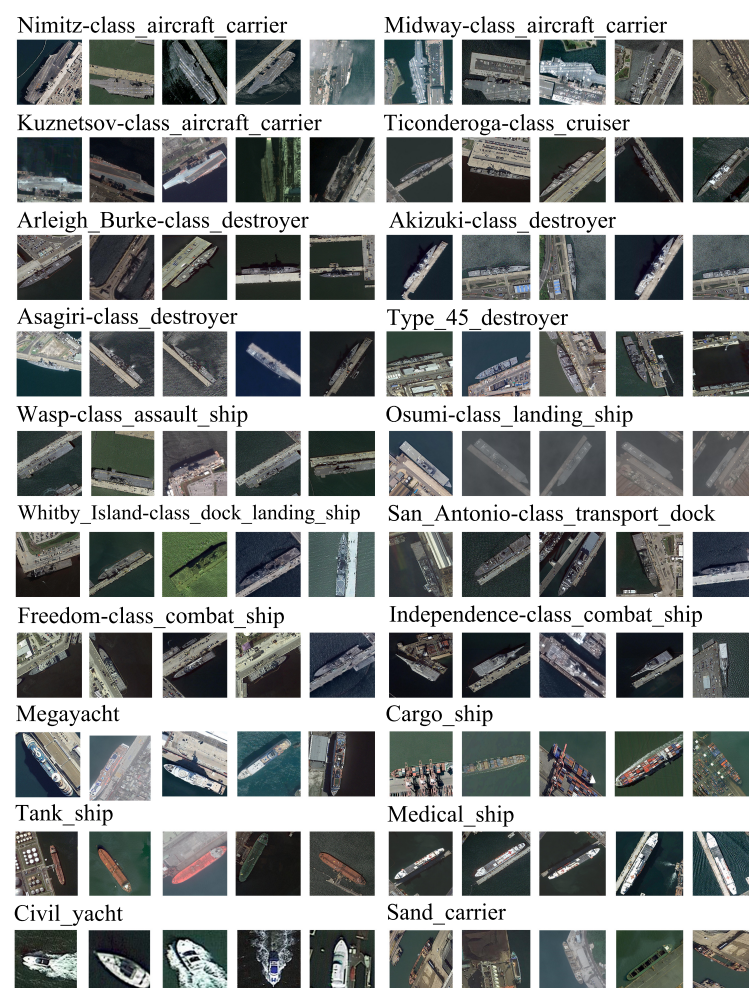 Nimitz-class_aircraft_carrier
Midway-class_aircraft_carrier
Kuznetsov-class_aircraft_carrier
Ticonderoga-class_cruiser
Arleigh_Burke-class_destroyer
Akizuki-class_destroyer
Asagiri-class_destroyer
Type_45_destroyer
Wasp-class_assault_ship
Osumi-class_landing_ship
Whitby_Island-class_dock_landing_ship
San_Antonio-class_transport_dock
Freedom-class_combat_ship
Independence-class_combat_ship
Megayacht
Cargo_ship
Tank_ship
Medical_ship
Civil_yacht
Sand_carrier